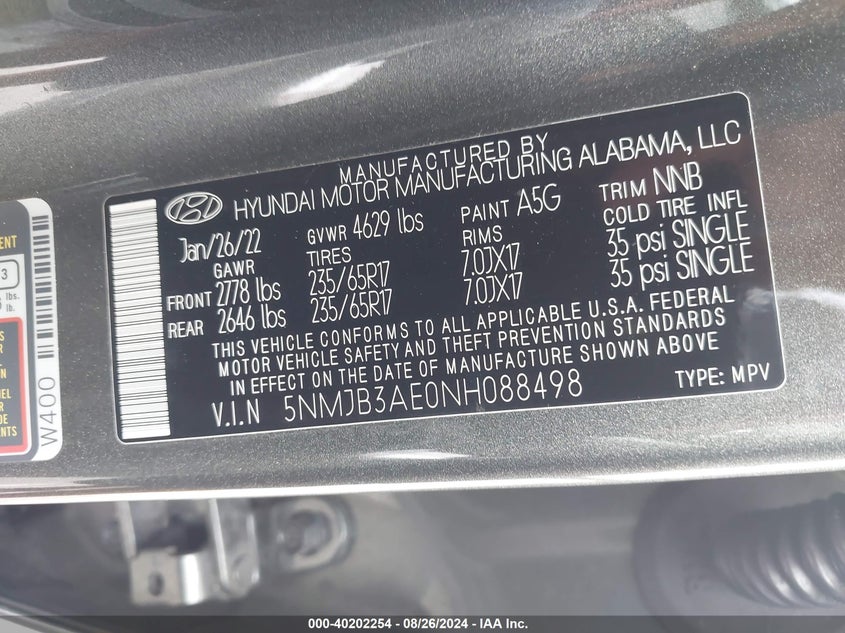 MANUFACTURED BY
HYUNDAI MOTOR MANUFACTURING ALABAMA, LLC
Jan/26/22 GVWR 4629 lbs PAINT A5G TRIM NNB
GAWR TIRES RIMS COLD TIRE INFL
FRONT 2778 lbs 235/65R17 7.0JX17 35 psi SINGLE
REAR 2646 lbs 235/65R17 7.0JX17 35 psi SINGLE
THIS VEHICLE CONFORMS TO ALL APPLICABLE U.S.A. FEDERAL
MOTOR VEHICLE SAFETY AND THEFT PREVENTION STANDARDS
IN EFFECT ON THE DATE OF MANUFACTURE SHOWN ABOVE
V.I.N 5NMJB3AE0NH088498 TYPE: MPV
W400
3
lbs.
lb.
000-40202254 - 08/26/2024 - IAA Inc.